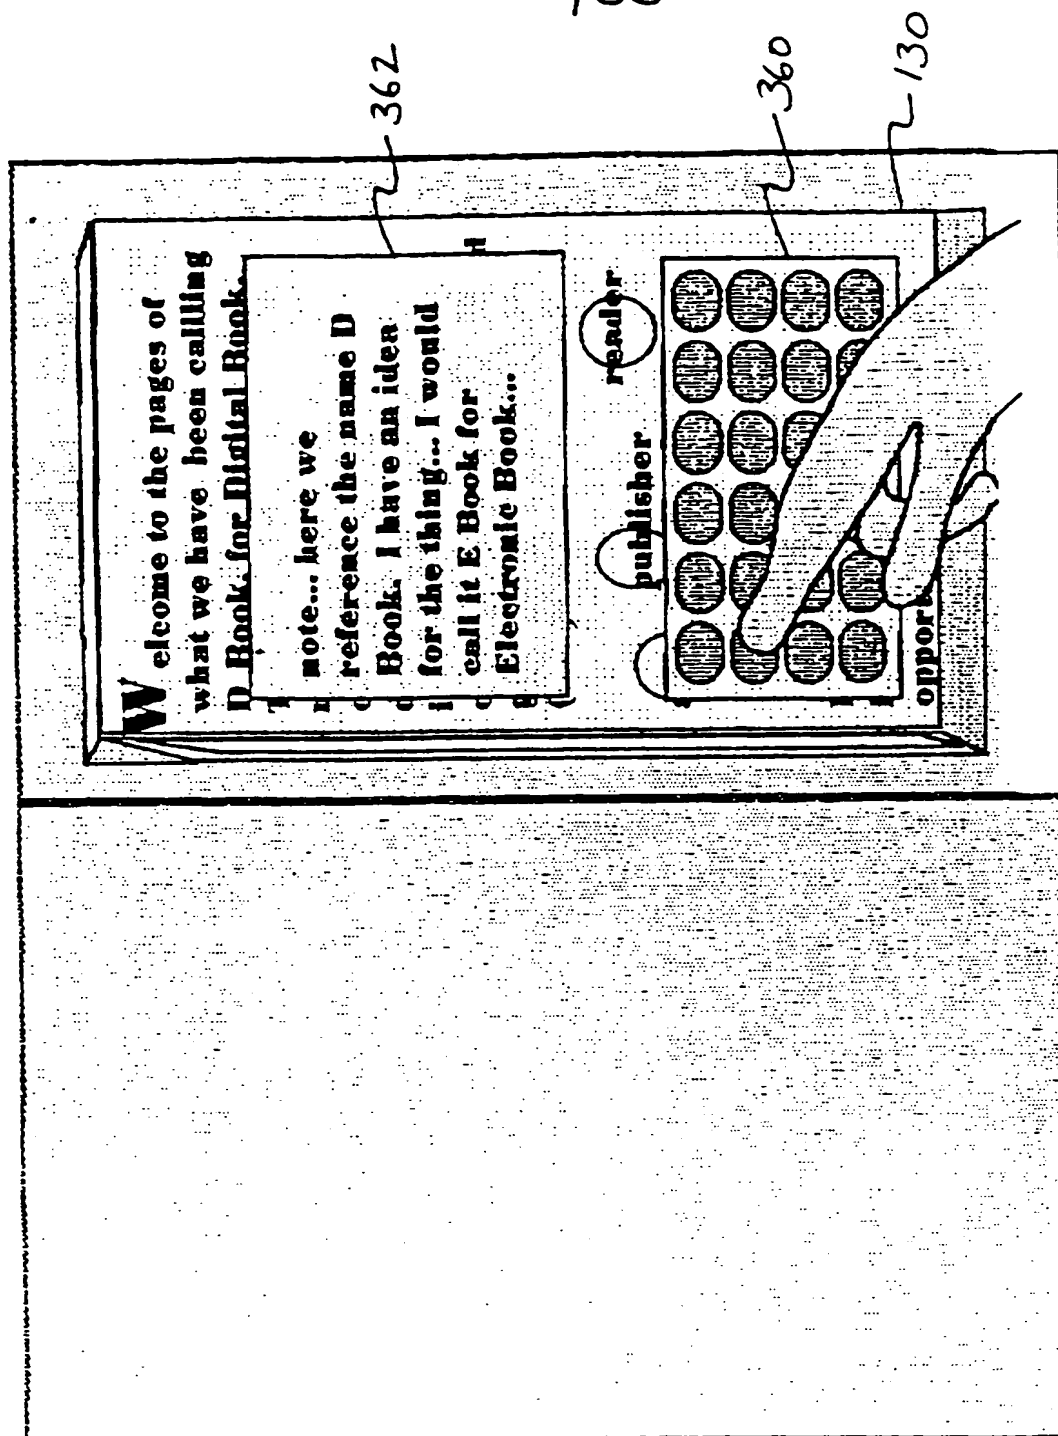 Welcome to the pages of
what we have been callling
D Book, for Digital Book.
note... here we
reference the name D
Book. I have an idea
for the thing... I would
call it E Book for
Electronic Book...
publisher reader
opport
362
360
130